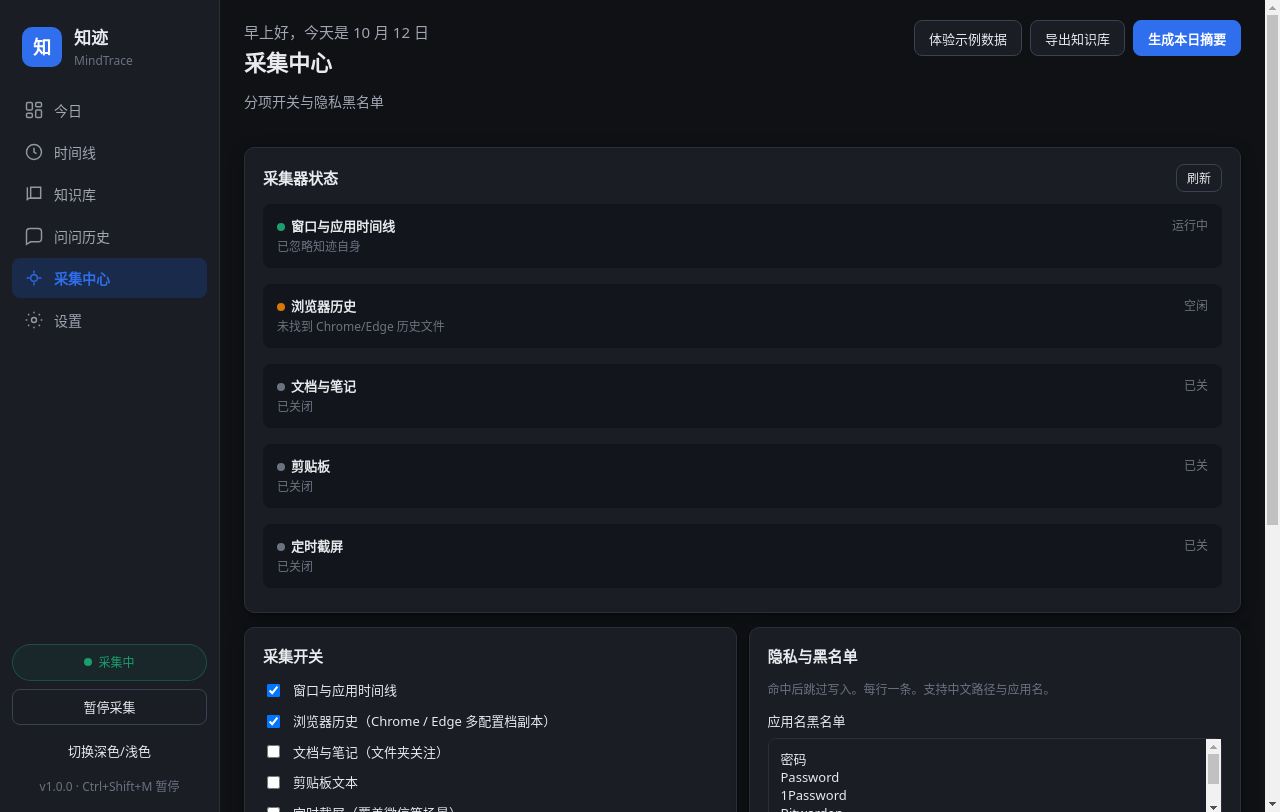 知
知迹
MindTrace
今日
时间线
知识库
问问历史
采集中心
设置
采集中
暂停采集
切换深色/浅色
v1.0.0 · Ctrl+Shift+M 暂停
早上好，今天是 10 月 12 日
采集中心
分项开关与隐私黑名单
体验示例数据
导出知识库
生成本日摘要
采集器状态
刷新
窗口与应用时间线
运行中
已忽略知迹自身
浏览器历史
空闲
未找到 Chrome/Edge 历史文件
文档与笔记
已关
已关闭
剪贴板
已关
已关闭
定时截屏
已关
已关闭
采集开关
窗口与应用时间线
浏览器历史（Chrome / Edge 多配置档副本）
文档与笔记（文件夹关注）
剪贴板文本
定时截屏（覆盖微信等场景）
隐私与黑名单
命中后跳过写入。每行一条。支持中文路径与应用名。
应用名黑名单
密码
Password
1Password
Bitwarden